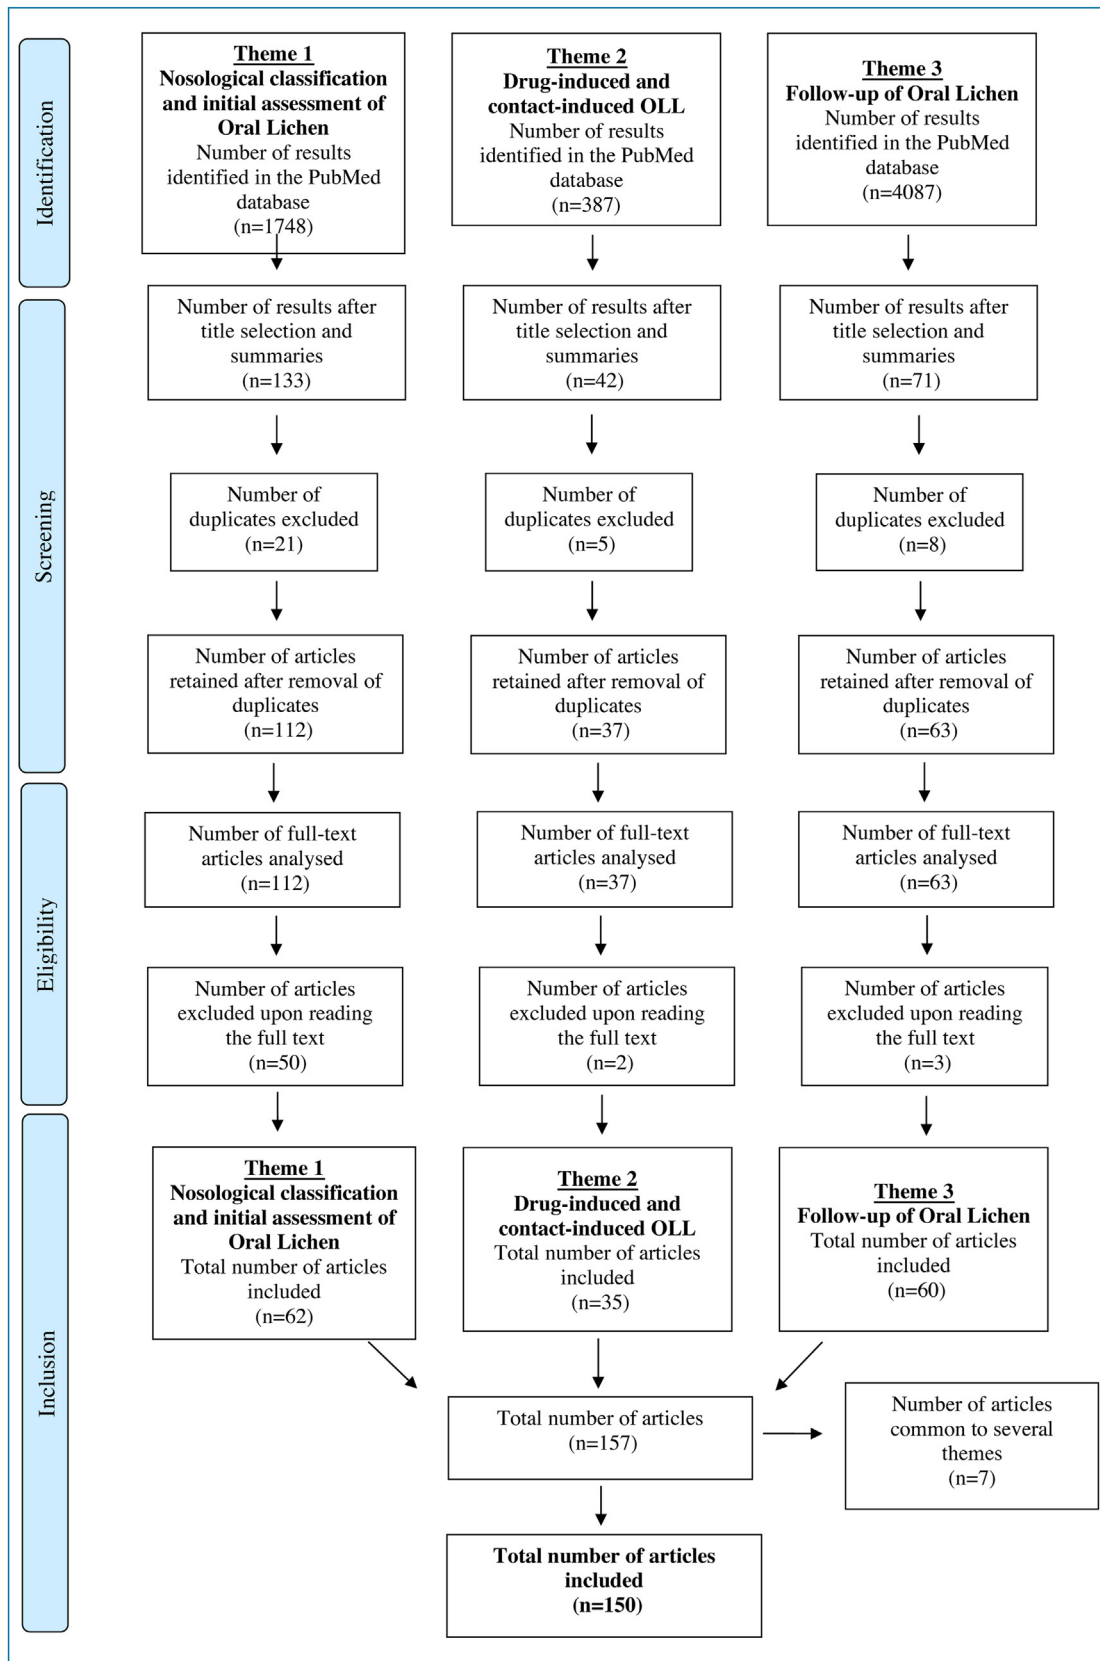 Identification
Theme 1
Nosological classification
and initial assessment of
Oral Lichen
Number of results
identified in the PubMed
database
(n=1748)
Theme 2
Drug-induced and
contact-induced OLL
Number of results
identified in the PubMed
database
(n=387)
Theme 3
Follow-up of Oral Lichen
Number of results
identified in the PubMed
database
(n=4087)
Screening
Number of results after
title selection and
summaries
(n=133)
Number of results after
title selection and
summaries
(n=42)
Number of results after
title selection and
summaries
(n=71)
Number of
duplicates excluded
(n=21)
Number of
duplicates excluded
(n=5)
Number of
duplicates excluded
(n=8)
Number of articles
retained after removal of
duplicates
(n=112)
Number of articles
retained after removal of
duplicates
(n=37)
Number of articles
retained after removal of
duplicates
(n=63)
Eligibility
Number of full-text
articles analysed
(n=112)
Number of full-text
articles analysed
(n=37)
Number of full-text
articles analysed
(n=63)
Number of articles
excluded upon reading
the full text
(n=50)
Number of articles
excluded upon reading
the full text
(n=2)
Number of articles
excluded upon reading
the full text
(n=3)
Inclusion
Theme 1
Nosological classification
and initial assessment of
Oral Lichen
Total number of articles
included
(n=62)
Theme 2
Drug-induced and
contact-induced OLL
Total number of articles
included
(n=35)
Theme 3
Follow-up of Oral Lichen
Total number of articles
included
(n=60)
Total number of articles
(n=157)
Number of articles
common to several
themes
(n=7)
Total number of articles
included
(n=150)